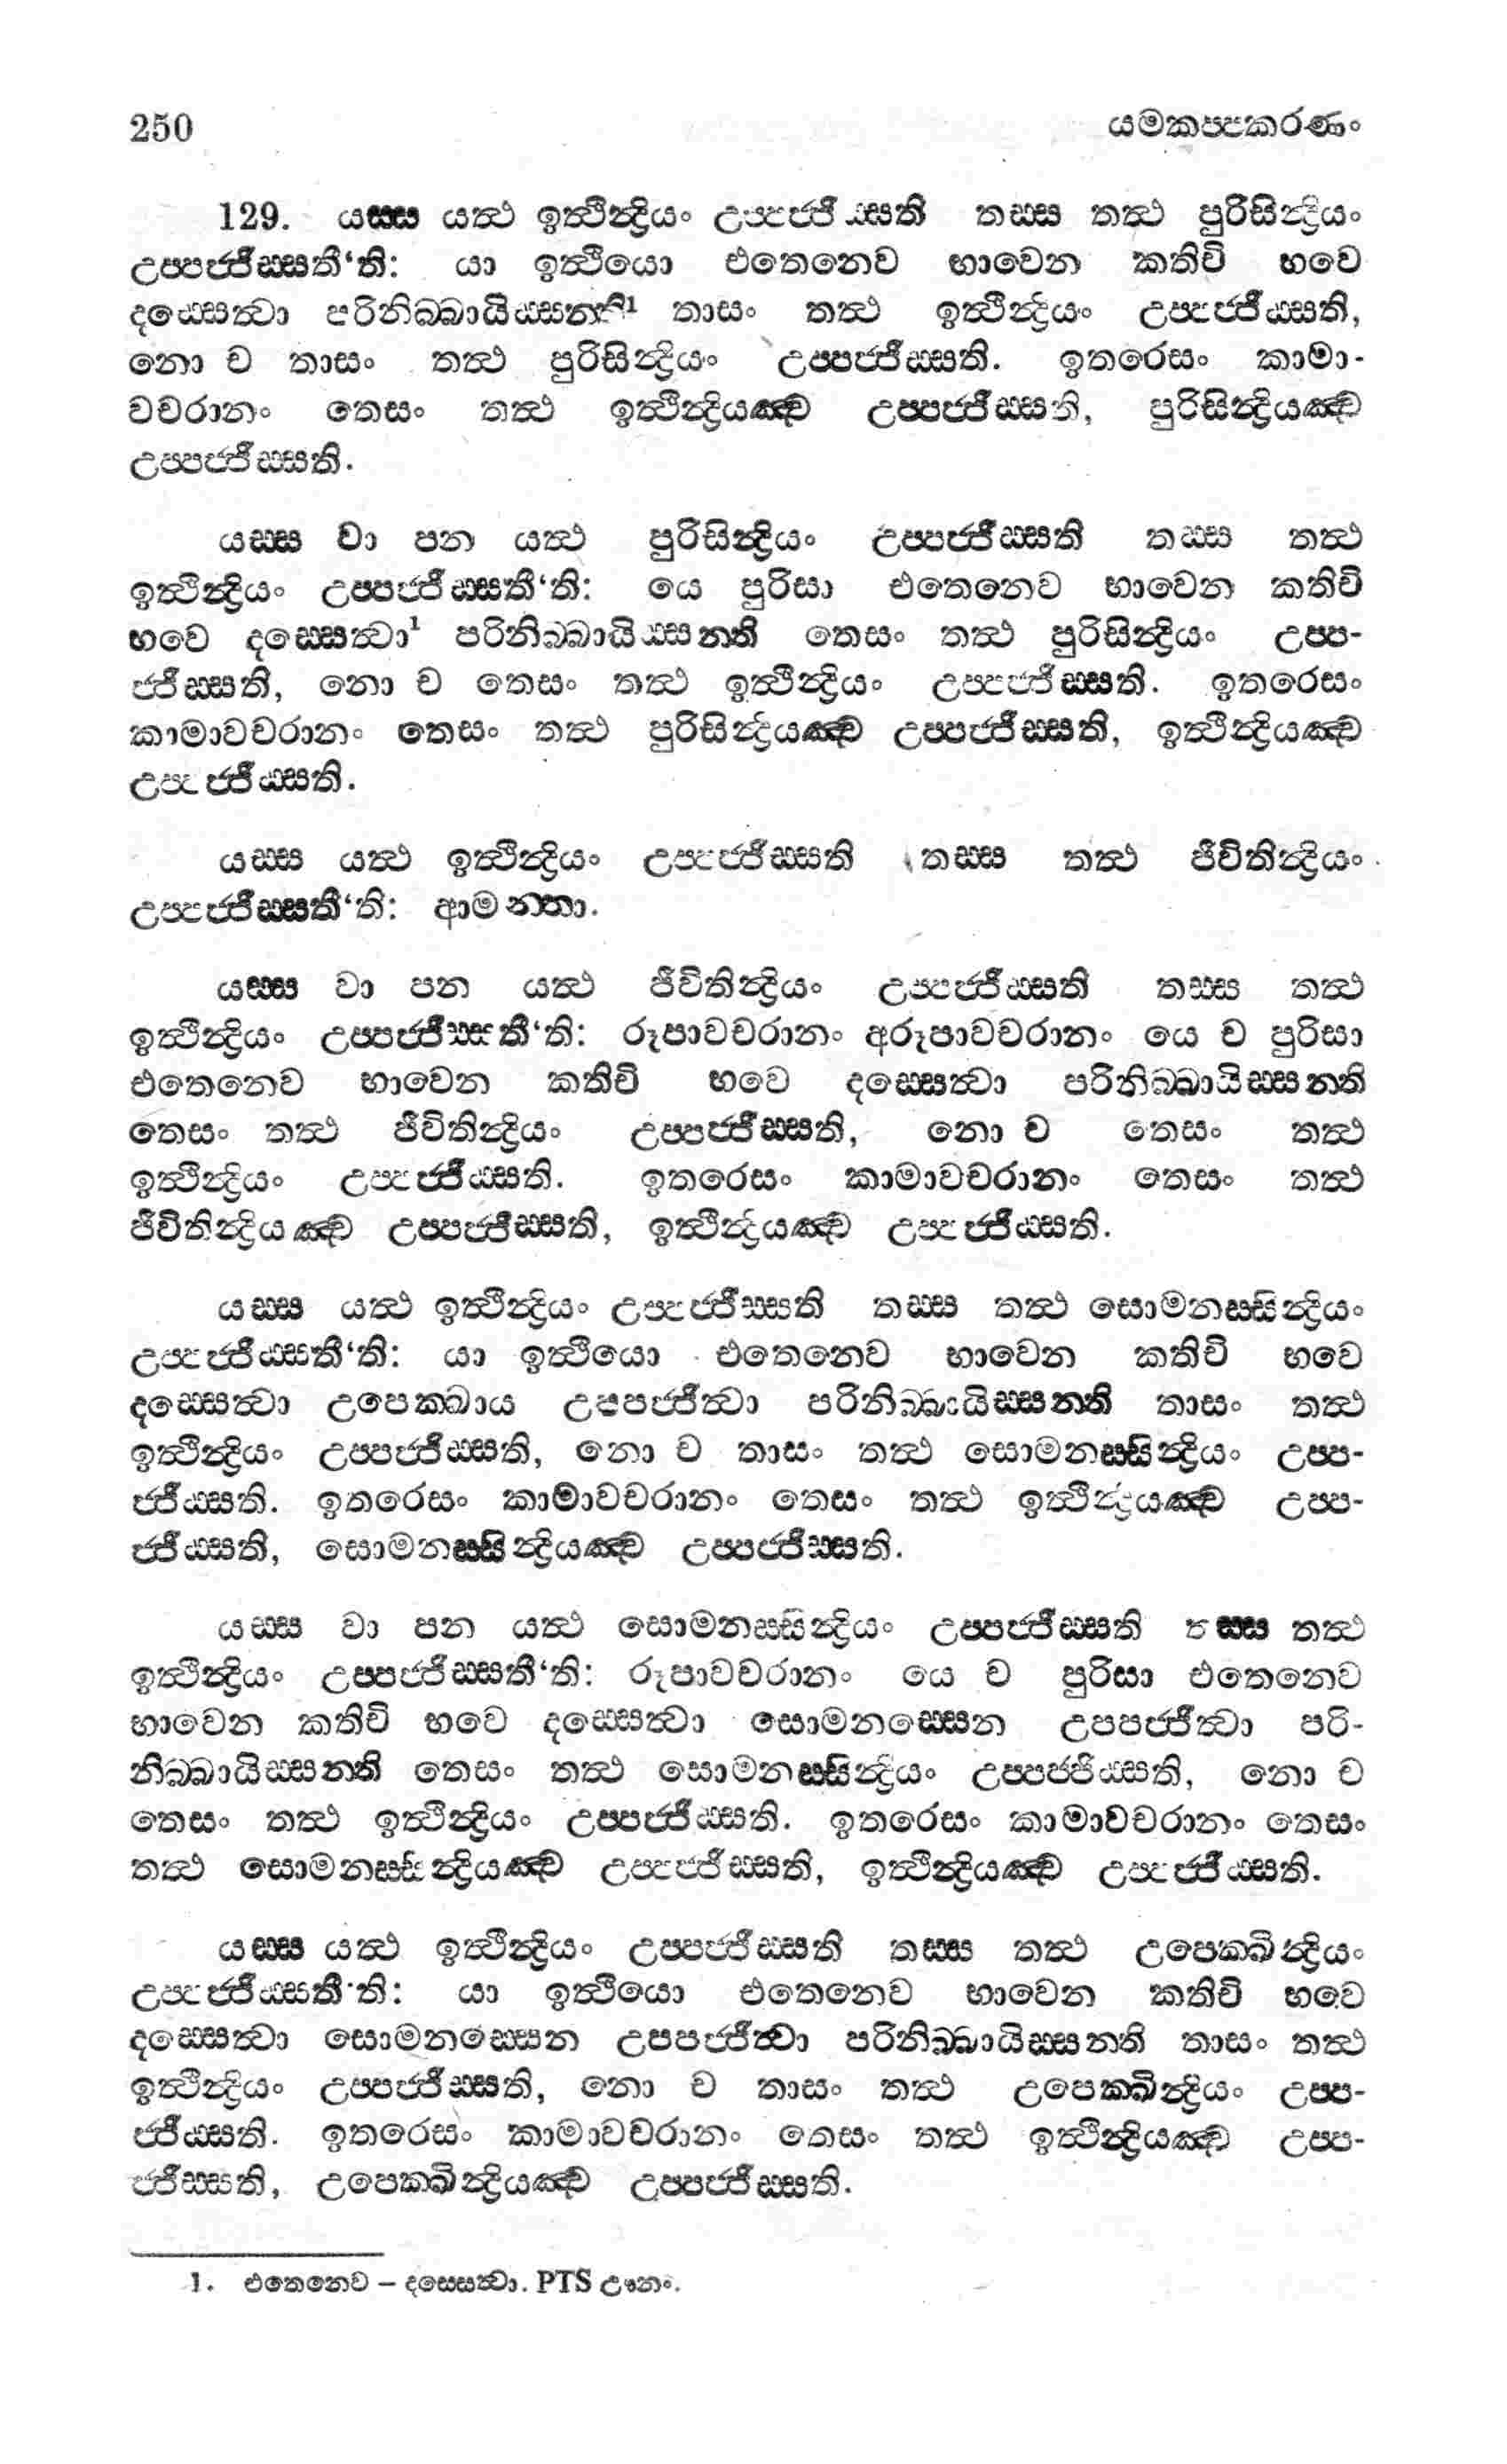 250 යමකප්පකරණං
129. යස්ස යත්ථ ඉත්ථින්ද්‍රියං උප්පජ්ජිස්සති තස්ස තත්ථ පුරිසින්ද්‍රියං
උප්පජ්ජිස්සතී‘ති: යා ඉත්ථියො එතෙනෙව භාවෙන කතිචි භවෙ
දස්සෙත්වා පරිනිබ්බායිස්සන්ති¹ තාසං තත්ථ ඉත්ථින්ද්‍රියං උප්පජ්ජිස්සති,
නො ච තාසං තත්ථ පුරිසින්ද්‍රියං උප්පජ්ජිස්සති. ඉතරෙසං කාමා-
වචරානං තෙසං තත්ථ ඉත්ථින්ද්‍රියඤ්ච උප්පජ්ජිස්සති, පුරිසින්ද්‍රියඤ්ච
උප්පජ්ජිස්සති.
යස්ස වා පන යත්ථ පුරිසින්ද්‍රියං උප්පජ්ජිස්සති තස්ස තත්ථ
ඉත්ථින්ද්‍රියං උප්පජ්ජිස්සතී‘ති: යෙ පුරිසා එතෙනෙව භාවෙන කතිචි
භවෙ දස්සෙත්වා¹ පරිනිබ්බායිස්සන්ති තෙසං තත්ථ පුරිසින්ද්‍රියං උප්ප-
ජ්ජිස්සති, නො ච තෙසං තත්ථ ඉත්ථින්ද්‍රියං උප්පජ්ජිස්සති. ඉතරෙසං
කාමාවචරානං තෙසං තත්ථ පුරිසින්ද්‍රියඤ්ච උප්පජ්ජිස්සති, ඉත්ථින්ද්‍රියඤ්ච
උප්පජ්ජිස්සති.
යස්ස යත්ථ ඉත්ථින්ද්‍රියං උප්පජ්ජිස්සති තස්ස තත්ථ ජීවිතින්ද්‍රියං
උප්පජ්ජිස්සතී‘ති: ආමන්තා.
යස්ස වා පන යත්ථ ජීවිතින්ද්‍රියං උප්පජ්ජිස්සති තස්ස තත්ථ
ඉත්ථින්ද්‍රියං උප්පජ්ජිස්සතී‘ති: රූපාවචරානං අරූපාවචරානං යෙ ච පුරිසා
එතෙනෙව භාවෙන කතිචි භවෙ දස්සෙත්වා පරිනිබ්බායිස්සන්ති
තෙසං තත්ථ ජීවිතින්ද්‍රියං උප්පජ්ජිස්සති, නො ච තෙසං තත්ථ
ඉත්ථින්ද්‍රියං උප්පජ්ජිස්සති. ඉතරෙසං කාමාවචරානං තෙසං තත්ථ
ජීවිතින්ද්‍රියඤ්ච උප්පජ්ජිස්සති, ඉත්ථින්ද්‍රියඤ්ච උප්පජ්ජිස්සති.
යස්ස යත්ථ ඉත්ථින්ද්‍රියං උප්පජ්ජිස්සති තස්ස තත්ථ සොමනස්සින්ද්‍රියං
උප්පජ්ජිස්සතී‘ති: යා ඉත්ථියො එතෙනෙව භාවෙන කතිචි භවෙ
දස්සෙත්වා උපෙක්ඛාය උපපජ්ජිත්වා පරිනිබ්බායිස්සන්ති තාසං තත්ථ
ඉත්ථින්ද්‍රියං උප්පජ්ජිස්සති, නො ච තාසං තත්ථ සොමනස්සින්ද්‍රියං උප්ප-
ජ්ජිස්සති. ඉතරෙසං කාමාවචරානං තෙසං තත්ථ ඉත්ථින්ද්‍රියඤ්ච උප්ප-
ජ්ජිස්සති, සොමනස්සින්ද්‍රියඤ්ච උප්පජ්ජිස්සති.
යස්ස වා පන යත්ථ සොමනස්සින්ද්‍රියං උප්පජ්ජිස්සති තස්ස තත්ථ
ඉත්ථින්ද්‍රියං උප්පජ්ජිස්සතී‘ති: රූපාවචරානං යෙ ච පුරිසා එතෙනෙව
භාවෙන කතිචි භවෙ දස්සෙත්වා සොමනස්සෙන උපපජ්ජිත්වා පරි-
නිබ්බායිස්සන්ති තෙසං තත්ථ සොමනස්සින්ද්‍රියං උප්පජ්ජිස්සති, නො ච
තෙසං තත්ථ ඉත්ථින්ද්‍රියං උප්පජ්ජිස්සති. ඉතරෙසං කාමාවචරානං තෙසං
තත්ථ සොමනස්සින්ද්‍රියඤ්ච උප්පජ්ජිස්සති, ඉත්ථින්ද්‍රියඤ්ච උප්පජ්ජිස්සති.
යස්ස යත්ථ ඉත්ථින්ද්‍රියං උප්පජ්ජිස්සති තස්ස තත්ථ උපෙක්ඛින්ද්‍රියං
උප්පජ්ජිස්සතී‘ති: යා ඉත්ථියො එතෙනෙව භාවෙන කතිචි භවෙ
දස්සෙත්වා සොමනස්සෙන උපපජ්ජිත්වා පරිනිබ්බායිස්සන්ති තාසං තත්ථ
ඉත්ථින්ද්‍රියං උප්පජ්ජිස්සති, නො ච තාසං තත්ථ උපෙක්ඛින්ද්‍රියං උප්ප-
ජ්ජිස්සති. ඉතරෙසං කාමාවචරානං තෙසං තත්ථ ඉත්ථින්ද්‍රියඤ්ච උප්ප-
ජ්ජිස්සති, උපෙක්ඛින්ද්‍රියඤ්ච උප්පජ්ජිස්සති.
1. එතෙනෙව – දස්සෙත්වා. PTS ඌනං.